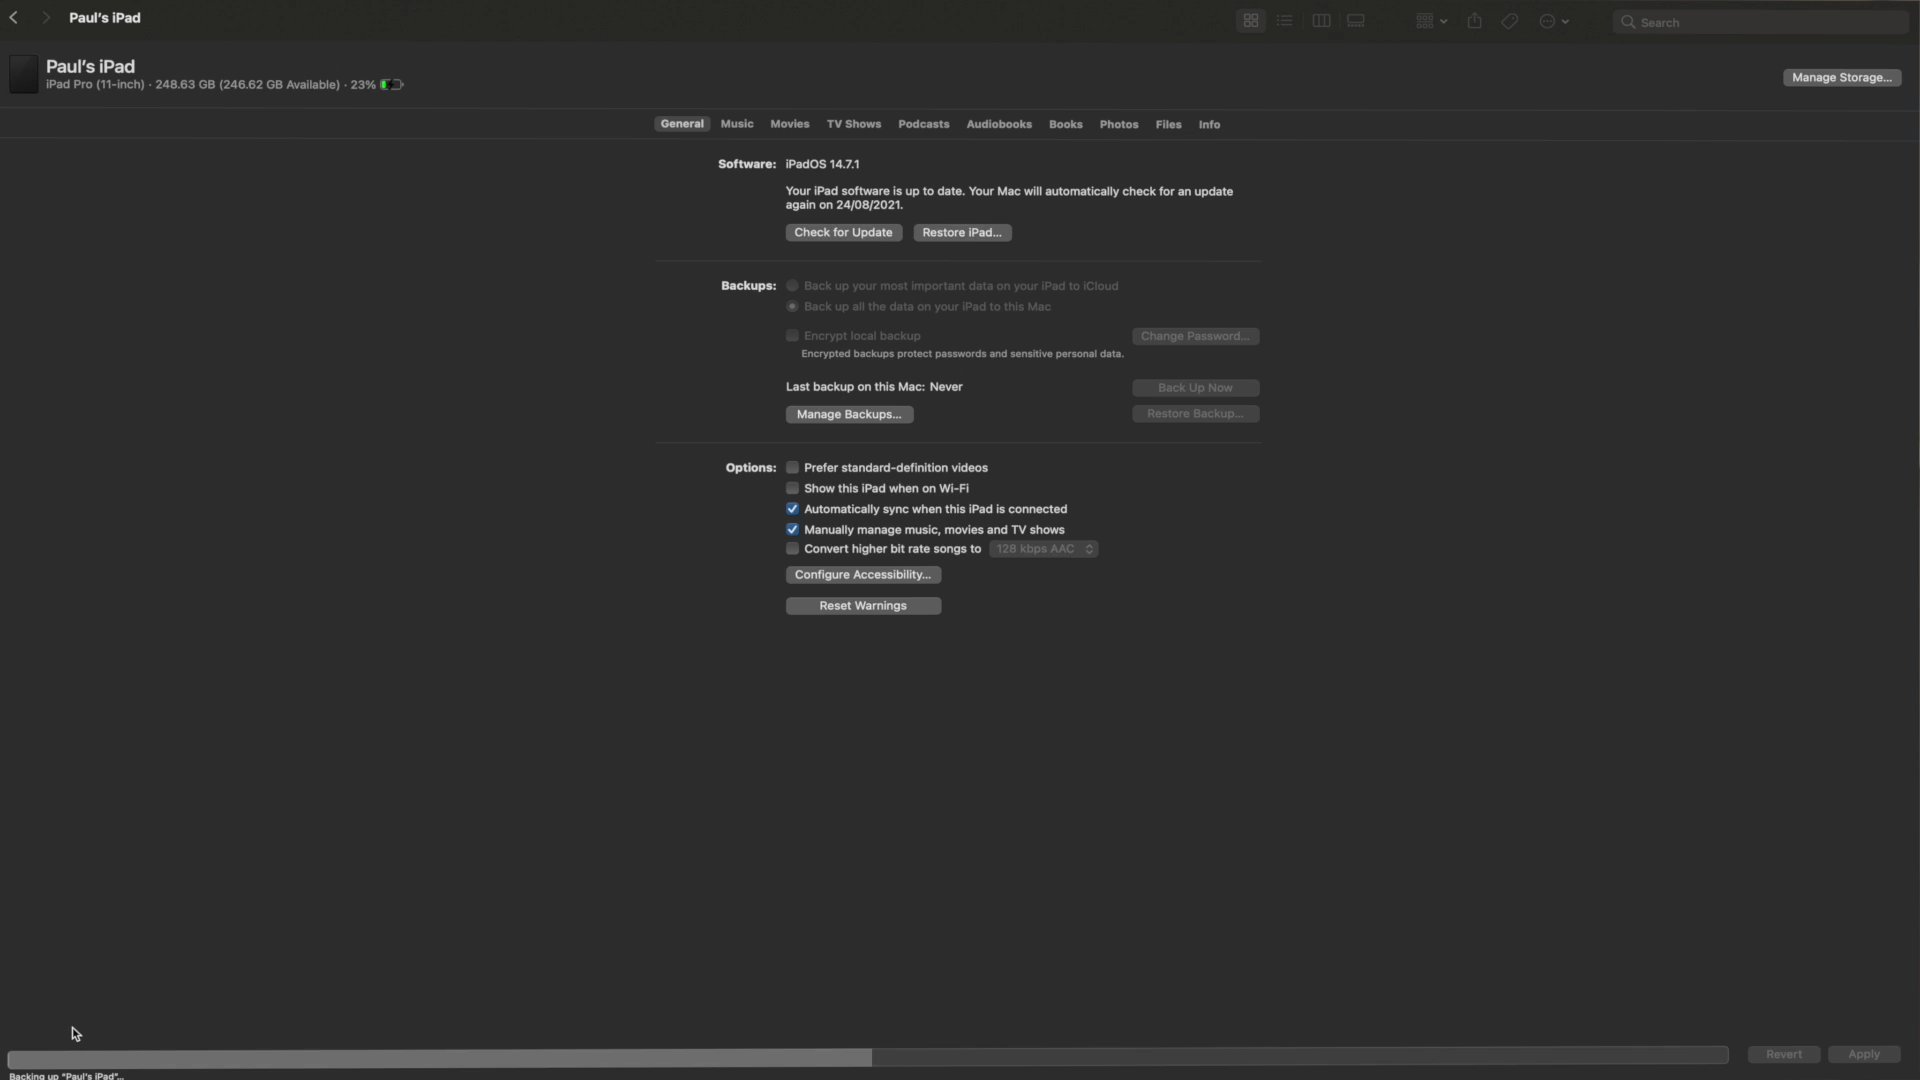 Paul's iPad
Search
Paul's iPad
iPad Pro (11-inch) · 248.63 GB (246.62 GB Available) · 23%
Manage Storage...
General Music Movies TV Shows Podcasts Audiobooks Books Photos Files Info
Software: iPadOS 14.7.1
Your iPad software is up to date. Your Mac will automatically check for an update
again on 24/08/2021.
Check for Update Restore iPad...
Backups: Back up your most important data on your iPad to iCloud
Back up all the data on your iPad to this Mac
Encrypt local backup Change Password...
Encrypted backups protect passwords and sensitive personal data.
Last backup on this Mac: Never Back Up Now
Manage Backups... Restore Backup...
Options: Prefer standard-definition videos
Show this iPad when on Wi-Fi
Automatically sync when this iPad is connected
Manually manage music, movies and TV shows
Convert higher bit rate songs to 128 kbps AAC
Configure Accessibility...
Reset Warnings
Revert Apply
Backing up "Paul's iPad"...